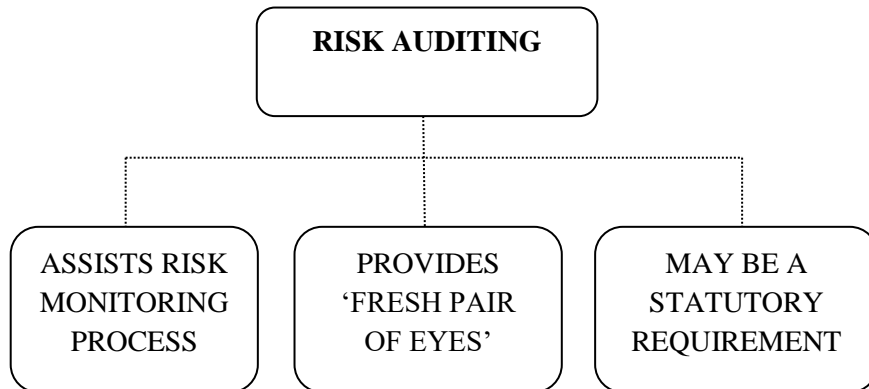 RISK AUDITING
ASSISTS RISK
MONITORING
PROCESS
PROVIDES
‘FRESH PAIR
OF EYES’
MAY BE A
STATUTORY
REQUIREMENT